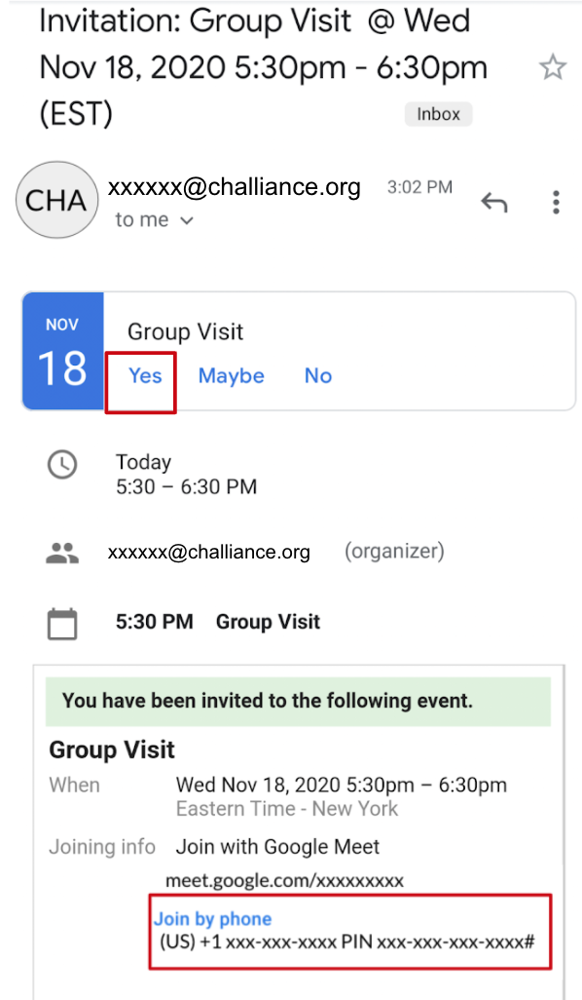 Invitation: Group Visit @ Wed
Nov 18, 2020 5:30pm - 6:30pm
(EST)
Inbox
CHA
xxxxxx@challiance.org
3:02 PM
to me
NOV
18
Group Visit
Yes Maybe No
Today
5:30 – 6:30 PM
xxxxxx@challiance.org (organizer)
5:30 PM Group Visit
You have been invited to the following event.
Group Visit
When Wed Nov 18, 2020 5:30pm – 6:30pm
Eastern Time - New York
Joining info Join with Google Meet
meet.google.com/xxxxxxxxx
Join by phone
(US) +1 xxx-xxx-xxxx PIN xxx-xxx-xxx-xxxx#